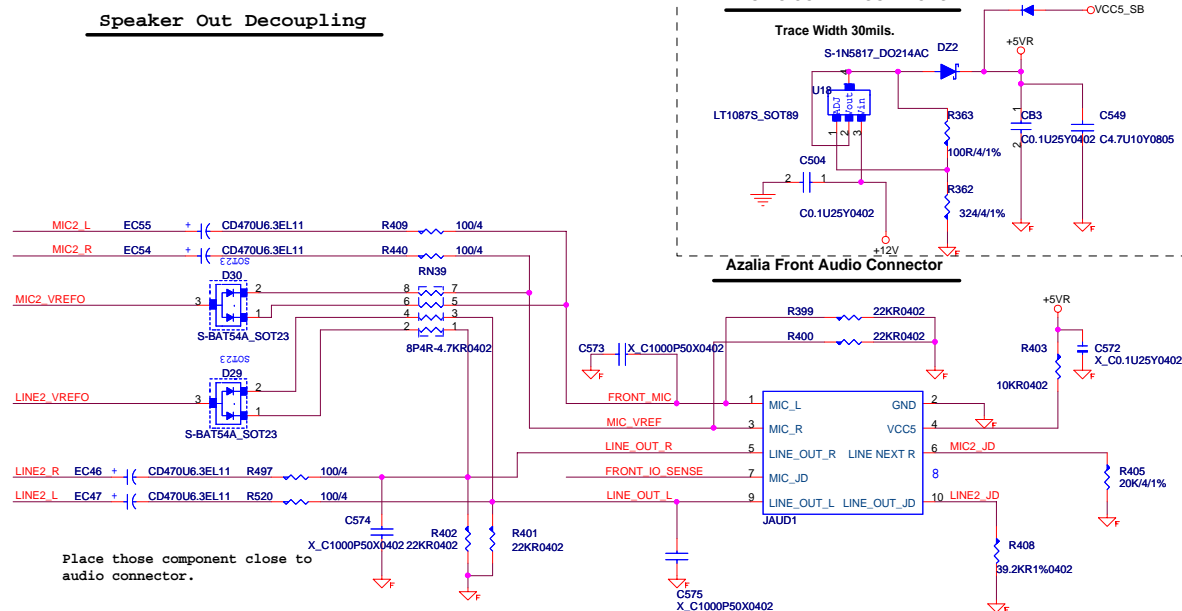 Speaker Out Decoupling
VCC5_SB
Trace Width 30mils.
+5VR
S-1N5817_DO214AC
DZ2
4
U18
ADJ
Vout
Vin
LT1087S_SOT89
1
2
3
R363
100R/4/1%
1
CB3
2
C0.1U25Y0402
C549
C4.7U10Y0805
C504
2
1
C0.1U25Y0402
R362
324/4/1%
+12V
F
F
F
MIC2_L
EC55
+
CD470U6.3EL11
R409
100/4
MIC2_R
EC54
+
CD470U6.3EL11
R440
100/4
SOT23
D30
RN39
MIC2_VREFO
3
2
1
8
7
6
5
4
3
2
1
S-BAT54A_SOT23
8P4R-4.7KR0402
SOT23
D29
LINE2_VREFO
3
2
1
S-BAT54A_SOT23
LINE2_R
EC46
+
CD470U6.3EL11
R497
100/4
LINE2_L
EC47
+
CD470U6.3EL11
R520
100/4
C574
X_C1000P50X0402
R402
22KR0402
R401
22KR0402
F
F
Place those component close to
audio connector.
Azalia Front Audio Connector
R399
22KR0402
R400
22KR0402
F
C573
X_C1000P50X0402
F
+5VR
R403
10KR0402
C572
X_C0.1U25Y0402
F
FRONT_MIC
1
MIC_L
GND
2
F
MIC_VREF
3
MIC_R
VCC5
4
LINE_OUT_R
5
LINE_OUT_R
LINE NEXT R
6
MIC2_JD
FRONT_IO_SENSE
7
MIC_JD
8
LINE_OUT_L
9
LINE_OUT_L
LINE_OUT_JD
10
LINE2_JD
JAUD1
R405
20K/4/1%
F
R408
39.2KR1%0402
F
C575
X_C1000P50X0402
F